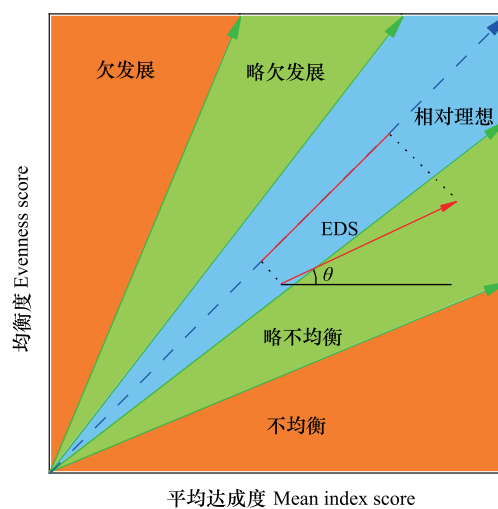 欠发展
略欠发展
相对理想
EDS
θ
略不均衡
不均衡
均衡度 Evenness score
平均达成度 Mean index score